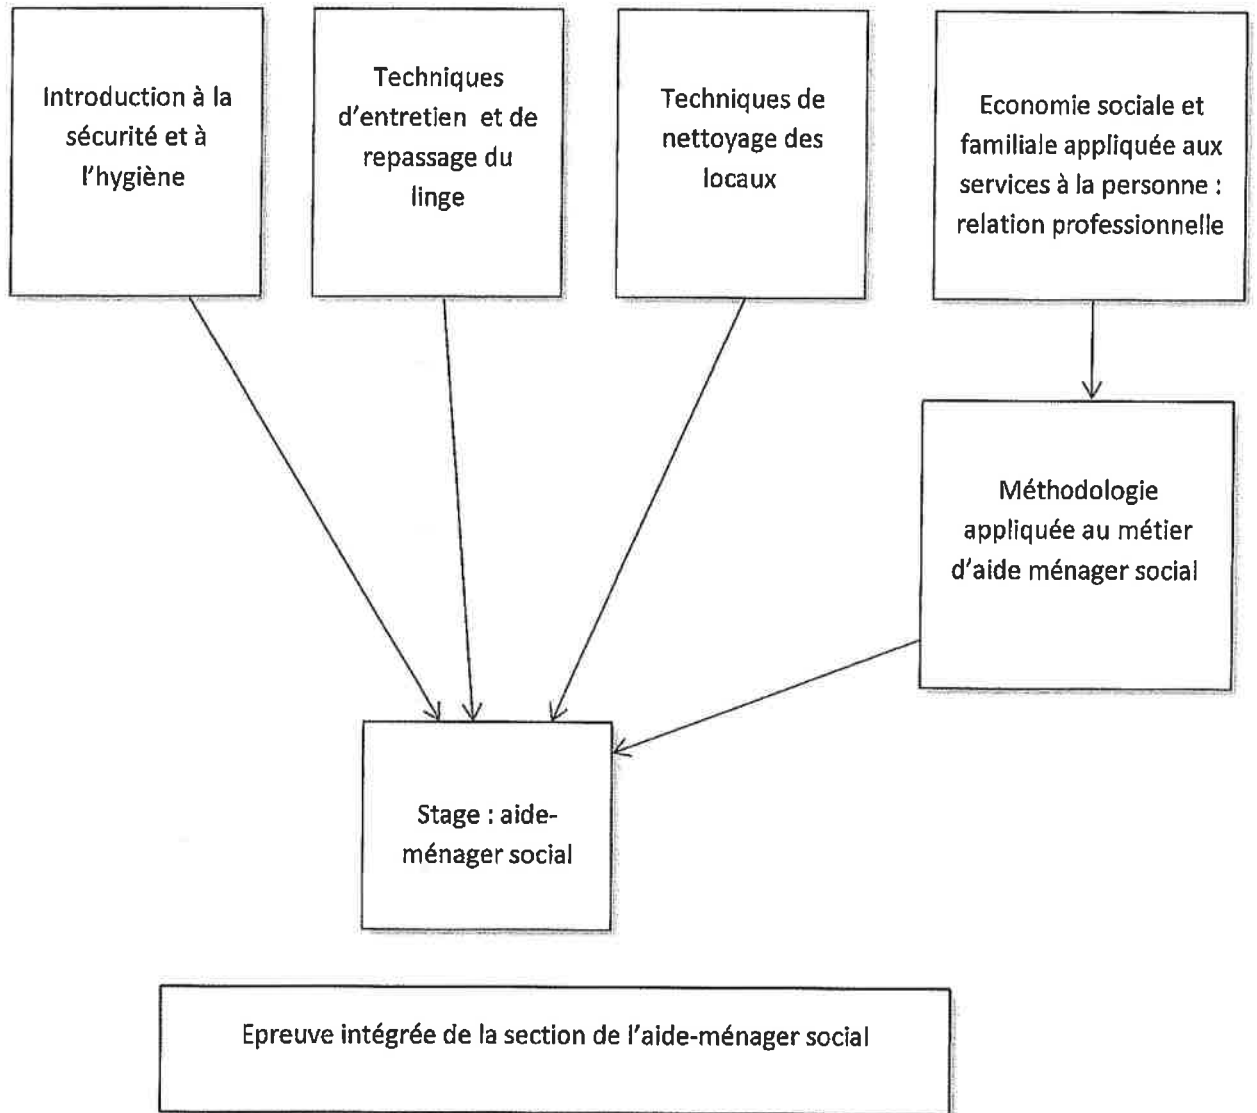 Introduction à la
sécurité et à
l'hygiène
Techniques
d'entretien et de
repassage du
linge
Techniques de
nettoyage des
locaux
Economie sociale et
familiale appliquée aux
services à la personne :
relation professionnelle
Méthodologie
appliquée au métier
d'aide ménager social
Stage : aide-
ménager social
Epreuve intégrée de la section de l'aide-ménager social